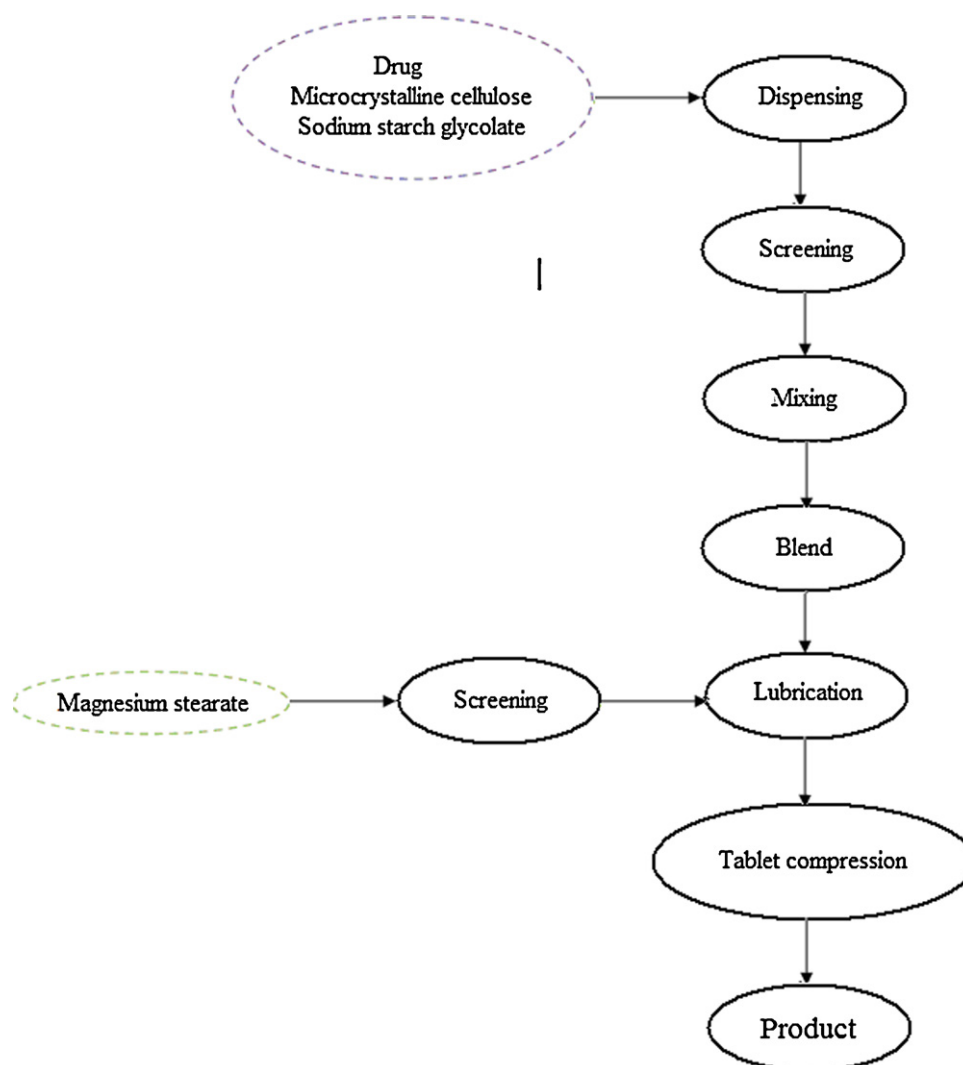 Drug
Microcrystalline cellulose
Sodium starch glycolate
Dispensing
Screening
Mixing
Blend
Magnesium stearate
Screening
Lubrication
Tablet compression
Product